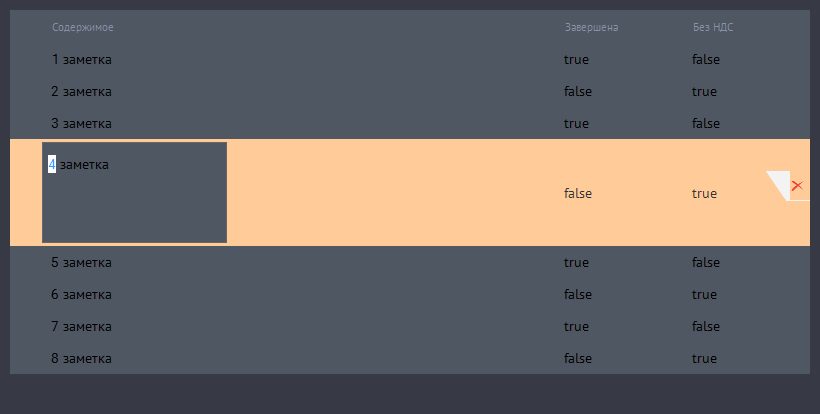 Содержимое Завершена Без НДС
1 заметка true false
2 заметка false true
3 заметка true false
4 заметка false true
5 заметка true false
6 заметка false true
7 заметка true false
8 заметка false true